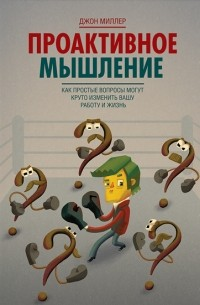 ДЖОН МИЛЛЕР
ПРОАКТИВНОЕ
МЫШЛЕНИЕ
КАК ПРОСТЫЕ ВОПРОСЫ МОГУТ
КРУТО ИЗМЕНИТЬ ВАШУ
РАБОТУ И ЖИЗНЬ